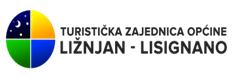 TURISTIČKA ZAJEDNICA OPĆINE
LIŽNJAN - LISIGNANO